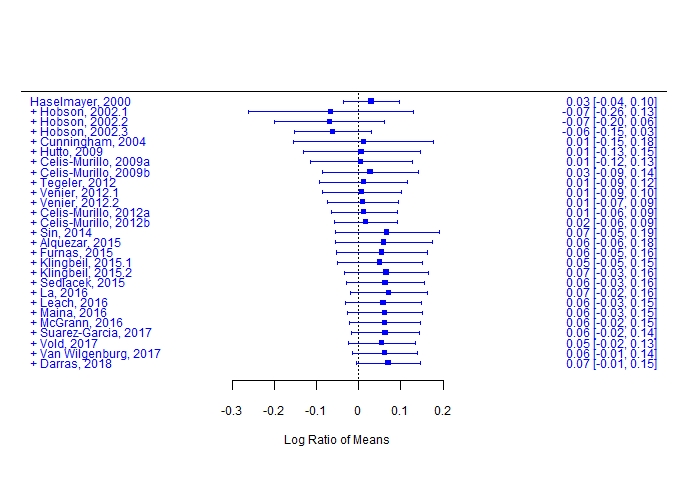 Haselmayer, 2000 0.03 [-0.04, 0.10]
+ Hobson, 2002.1 -0.07 [-0.26, 0.13]
+ Hobson, 2002.2 -0.07 [-0.20, 0.06]
+ Hobson, 2002.3 -0.06 [-0.15, 0.03]
+ Cunningham, 2004 0.01 [-0.15, 0.18]
+ Hutto, 2009 0.01 [-0.13, 0.15]
+ Celis-Murillo, 2009a 0.01 [-0.12, 0.13]
+ Celis-Murillo, 2009b 0.03 [-0.09, 0.14]
+ Tegeler, 2012 0.01 [-0.09, 0.12]
+ Venier, 2012.1 0.01 [-0.09, 0.10]
+ Venier, 2012.2 0.01 [-0.07, 0.09]
+ Celis-Murillo, 2012a 0.01 [-0.06, 0.09]
+ Celis-Murillo, 2012b 0.02 [-0.06, 0.09]
+ Sin, 2014 0.07 [-0.05, 0.19]
+ Alquezar, 2015 0.06 [-0.06, 0.18]
+ Furnas, 2015 0.06 [-0.05, 0.16]
+ Klingbeil, 2015.1 0.05 [-0.05, 0.15]
+ Klingbeil, 2015.2 0.07 [-0.03, 0.16]
+ Sedlacek, 2015 0.06 [-0.03, 0.16]
+ La, 2016 0.07 [-0.02, 0.16]
+ Leach, 2016 0.06 [-0.03, 0.15]
+ Maina, 2016 0.06 [-0.03, 0.15]
+ McGrann, 2016 0.06 [-0.02, 0.15]
+ Suarez-Garcia, 2017 0.06 [-0.02, 0.14]
+ Vold, 2017 0.05 [-0.02, 0.13]
+ Van Wilgenburg, 2017 0.06 [-0.01, 0.14]
+ Darras, 2018 0.07 [-0.01, 0.15]
-0.3 -0.2 -0.1 0 0.1 0.2
Log Ratio of Means